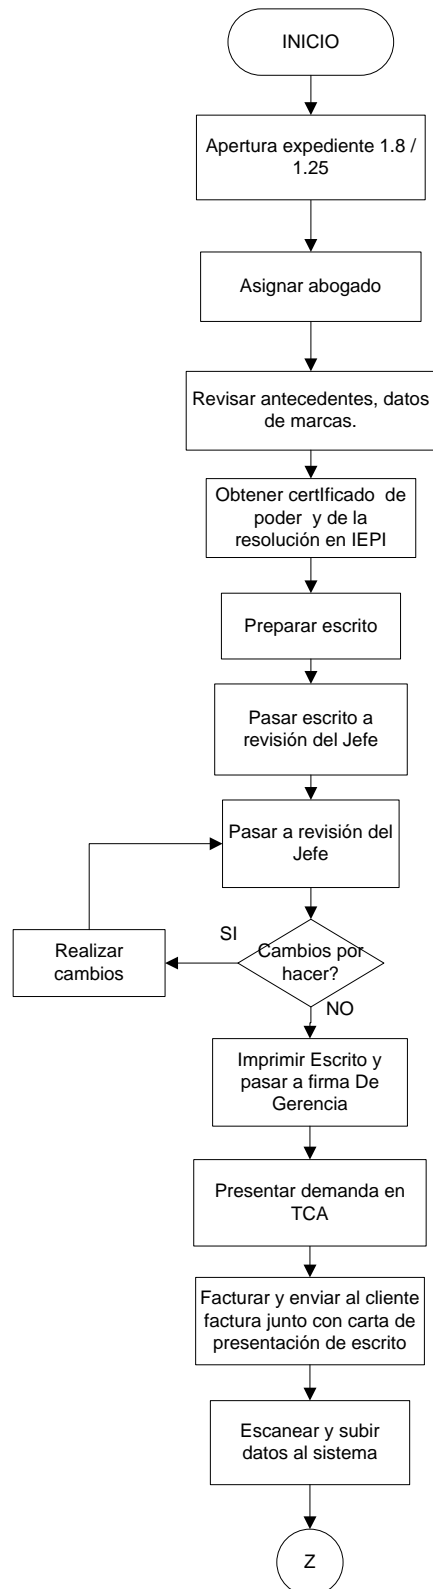 INICIO
Apertura expediente 1.8 /
1.25
Asignar abogado
Revisar antecedentes, datos
de marcas.
Obtener certIficado de
poder y de la
resolución en IEPI
Preparar escrito
Pasar escrito a
revisión del Jefe
Pasar a revisión del
Jefe
SI
Cambios por
hacer?
Realizar
cambios
NO
Imprimir Escrito y
pasar a firma De
Gerencia
Presentar demanda en
TCA
Facturar y enviar al cliente
factura junto con carta de
presentación de escrito
Escanear y subir
datos al sistema
Z